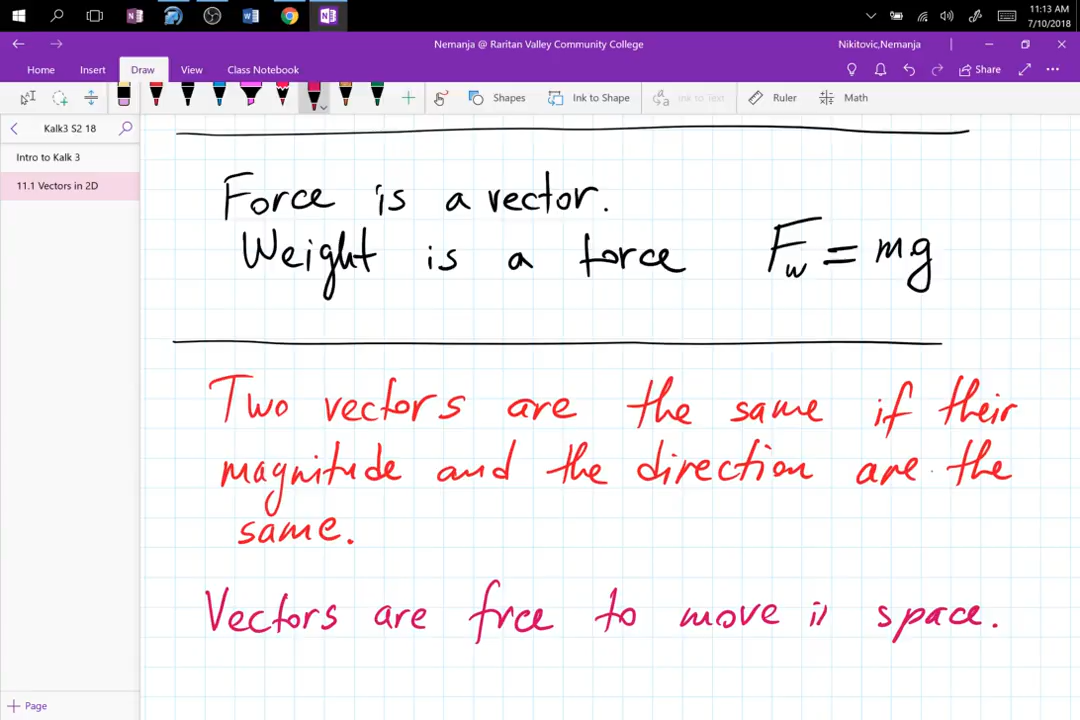 11:13 AM
7/10/2018
Nemanja @ Raritan Valley Community College
Nikitovic,Nemanja
Home Insert Draw View Class Notebook
Share
Shapes Ink to Shape Ink to Text Ruler Math
Kalk3 S2 18
Intro to Kalk 3
11.1 Vectors in 2D
Force is a vector.
Weight is a force F_w = mg
Two vectors are the same if their
magnitude and the direction are the
same.
Vectors are free to move in space.
Page